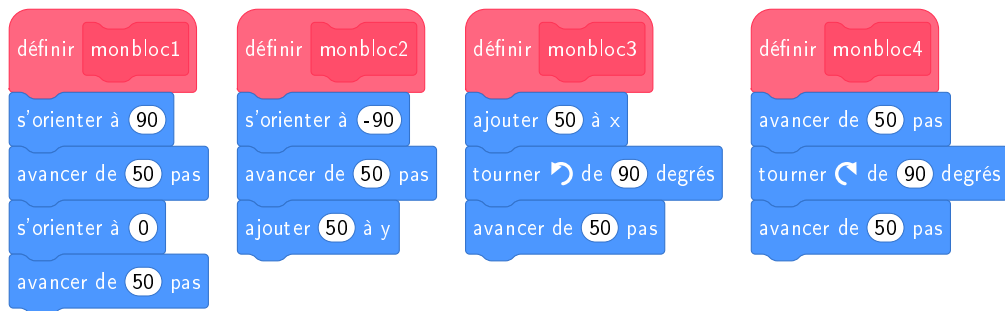 définir monbloc1
s'orienter à 90
avancer de 50 pas
s'orienter à 0
avancer de 50 pas
définir monbloc2
s'orienter à -90
avancer de 50 pas
ajouter 50 à y
définir monbloc3
ajouter 50 à x
tourner de 90 degrés
avancer de 50 pas
définir monbloc4
avancer de 50 pas
tourner de 90 degrés
avancer de 50 pas